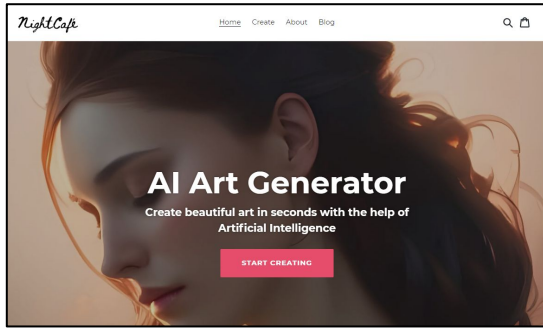 NightCafé
Home Create About Blog
AI Art Generator
Create beautiful art in seconds with the help of
Artificial Intelligence
START CREATING